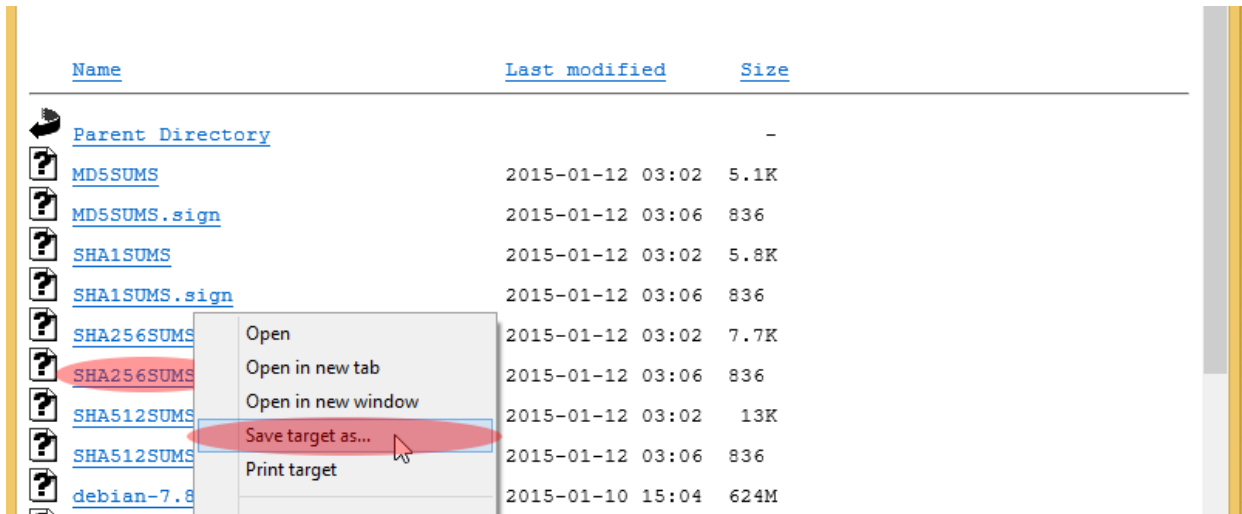 Name Last modified Size
Parent Directory -
MD5SUMS 2015-01-12 03:02 5.1K
MD5SUMS.sign 2015-01-12 03:06 836
SHA1SUMS 2015-01-12 03:02 5.8K
SHA1SUMS.sign 2015-01-12 03:06 836
SHA256SUMS Open 2015-01-12 03:02 7.7K
SHA256SUMS Open in new tab 2015-01-12 03:06 836
Open in new window
SHA512SUMS 2015-01-12 03:02 13K
Save target as...
SHA512SUMS 2015-01-12 03:06 836
Print target
debian-7.8 2015-01-10 15:04 624M